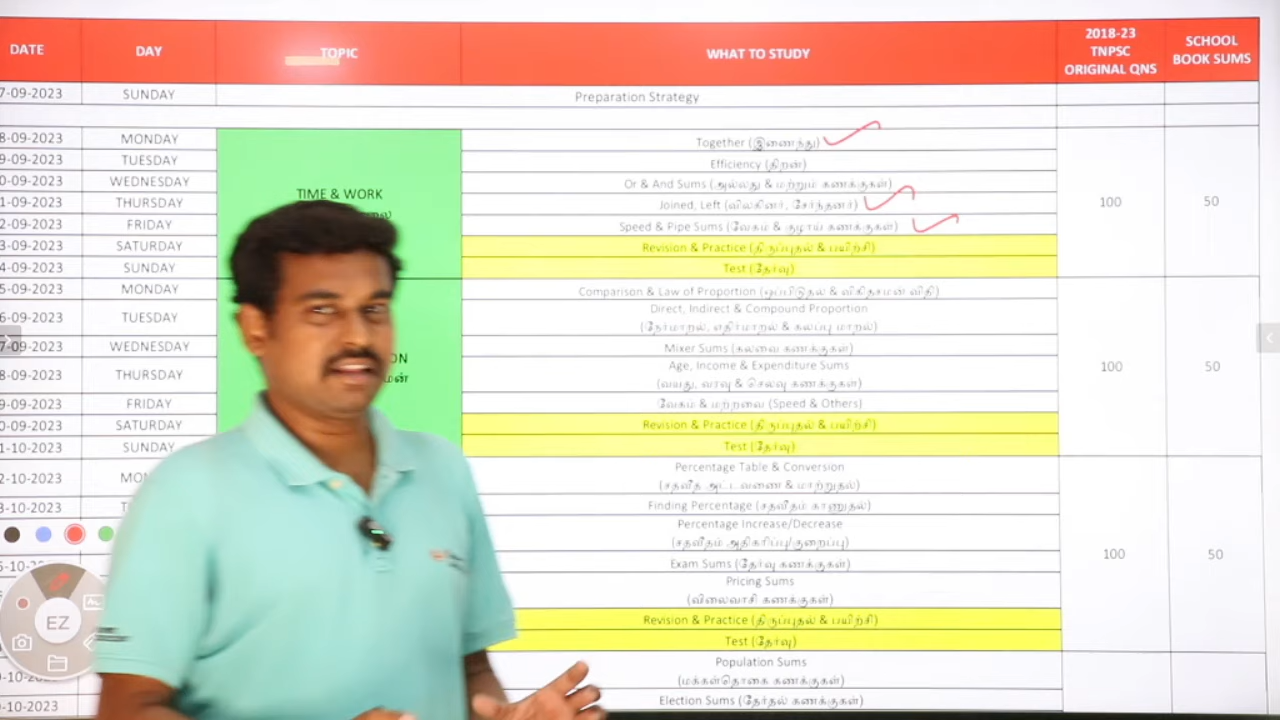 DATE DAY TOPIC WHAT TO STUDY 2018-23 TNPSC ORIGINAL QNS SCHOOL BOOK SUMS
7-09-2023 SUNDAY Preparation Strategy
8-09-2023 MONDAY Together (இணைந்து)
9-09-2023 TUESDAY Efficiency (திறன்)
0-09-2023 WEDNESDAY TIME & WORK Or & And Sums (அல்லது & மற்றும் கணக்குகள்)
1-09-2023 THURSDAY Joined, Left (விலகினர், சேர்ந்தனர்) 100 50
2-09-2023 FRIDAY Speed & Pipe Sums (வேகம் & குழாய் கணக்குகள்)
3-09-2023 SATURDAY Revision & Practice (திருப்புதல் & பயிற்சி)
4-09-2023 SUNDAY Test (தேர்வு)
5-09-2023 MONDAY Comparison & Law of Proportion (ஒப்பிடுதல் & விகிதசமன் விதி)
6-09-2023 TUESDAY Direct, Indirect & Compound Proportion
(நேர்மாறல், எதிர்மாறல் & கலப்பு மாறல்)
7-09-2023 WEDNESDAY Mixer Sums (கலவை கணக்குகள்)
8-09-2023 THURSDAY Age, Income & Expenditure Sums 100 50
(வயது, வரவு & செலவு கணக்குகள்)
9-09-2023 FRIDAY வேகம் & மற்றவை (Speed & Others)
0-09-2023 SATURDAY Revision & Practice (திருப்புதல் & பயிற்சி)
1-10-2023 SUNDAY Test (தேர்வு)
2-10-2023 Percentage Table & Conversion
(சதவீத அட்டவணை & மாற்றுதல்)
3-10-2023 Finding Percentage (சதவீதம் காணுதல்)
Percentage Increase/Decrease
(சதவீதம் அதிகரிப்பு/குறைப்பு) 100 50
Exam Sums (தேர்வு கணக்குகள்)
Pricing Sums
(விலைவாசி கணக்குகள்)
EZ
Revision & Practice (திருப்புதல் & பயிற்சி)
Test (தேர்வு)
Population Sums
(மக்கள்தொகை கணக்குகள்)
-10-2023 Election Sums (தேர்தல் கணக்குகள்)